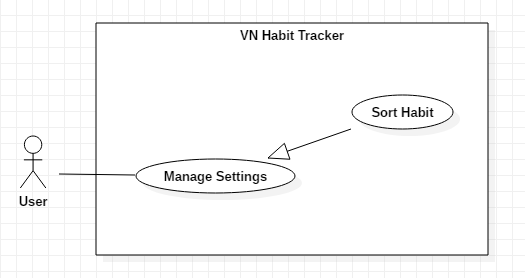 VN Habit Tracker
Sort Habit
Manage Settings
User